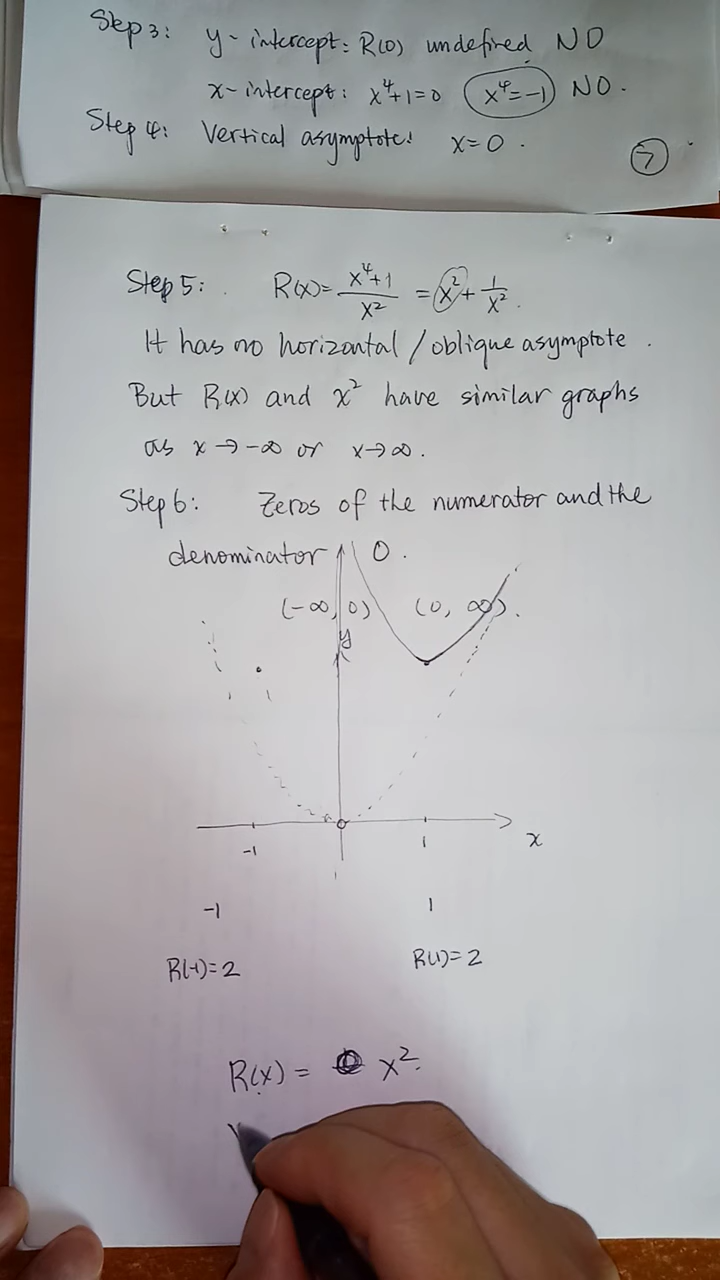 Step 3: y-intercept: R(0) undefined NO
x-intercept: x⁴+1=0 x⁴=-1 NO.
Step 4: Vertical asymptote: x=0.
7
Step 5: R(x)= x⁴+1/x² = x²+ 1/x².
It has no horizontal/oblique asymptote.
But R(x) and x² have similar graphs
as x→-∞ or x→∞.
Step 6: Zeros of the numerator and the
denominator 0.
(-∞, 0) (0, ∞).
y
-1 1 x
-1 1
R(-1)=2 R(1)=2
R(x) = x².